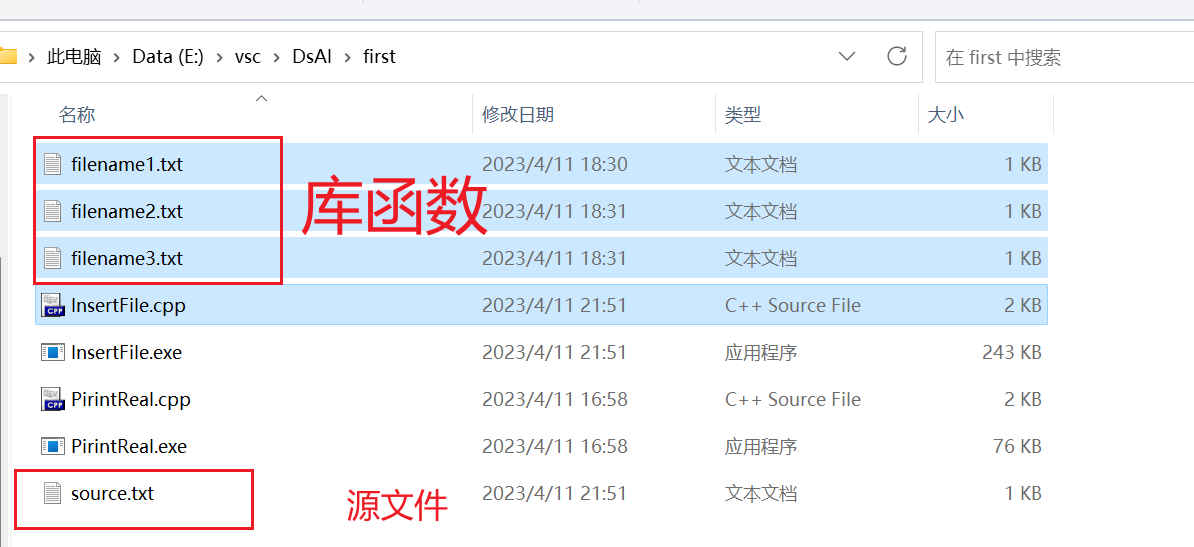 此电脑 > Data (E:) > vsc > DsAI > first
在 first 中搜索
名称 修改日期 类型 大小
filename1.txt 2023/4/11 18:30 文本文档 1 KB
库函数
filename2.txt 2023/4/11 18:31 文本文档 1 KB
filename3.txt 2023/4/11 18:31 文本文档 1 KB
InsertFile.cpp 2023/4/11 21:51 C++ Source File 2 KB
InsertFile.exe 2023/4/11 21:51 应用程序 243 KB
PirintReal.cpp 2023/4/11 16:58 C++ Source File 2 KB
PirintReal.exe 2023/4/11 16:58 应用程序 76 KB
source.txt 2023/4/11 21:51 文本文档 1 KB
源文件